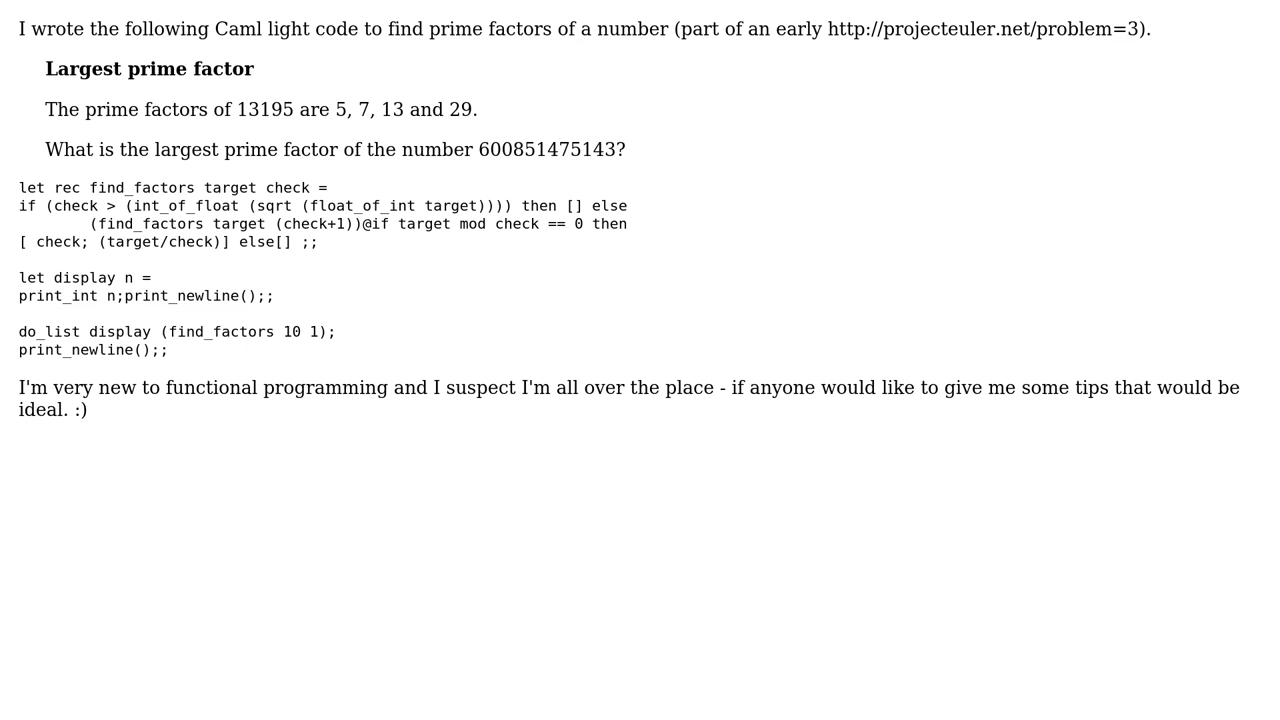 I wrote the following Caml light code to find prime factors of a number (part of an early http://projecteuler.net/problem=3).
Largest prime factor
The prime factors of 13195 are 5, 7, 13 and 29.
What is the largest prime factor of the number 600851475143?
let rec find_factors target check =
if (check > (int_of_float (sqrt (float_of_int target)))) then [] else
        (find_factors target (check+1))@if target mod check == 0 then
[ check; (target/check)] else[] ;;
let display n =
print_int n;print_newline();;
do_list display (find_factors 10 1);
print_newline();;
I'm very new to functional programming and I suspect I'm all over the place - if anyone would like to give me some tips that would be
ideal. :)